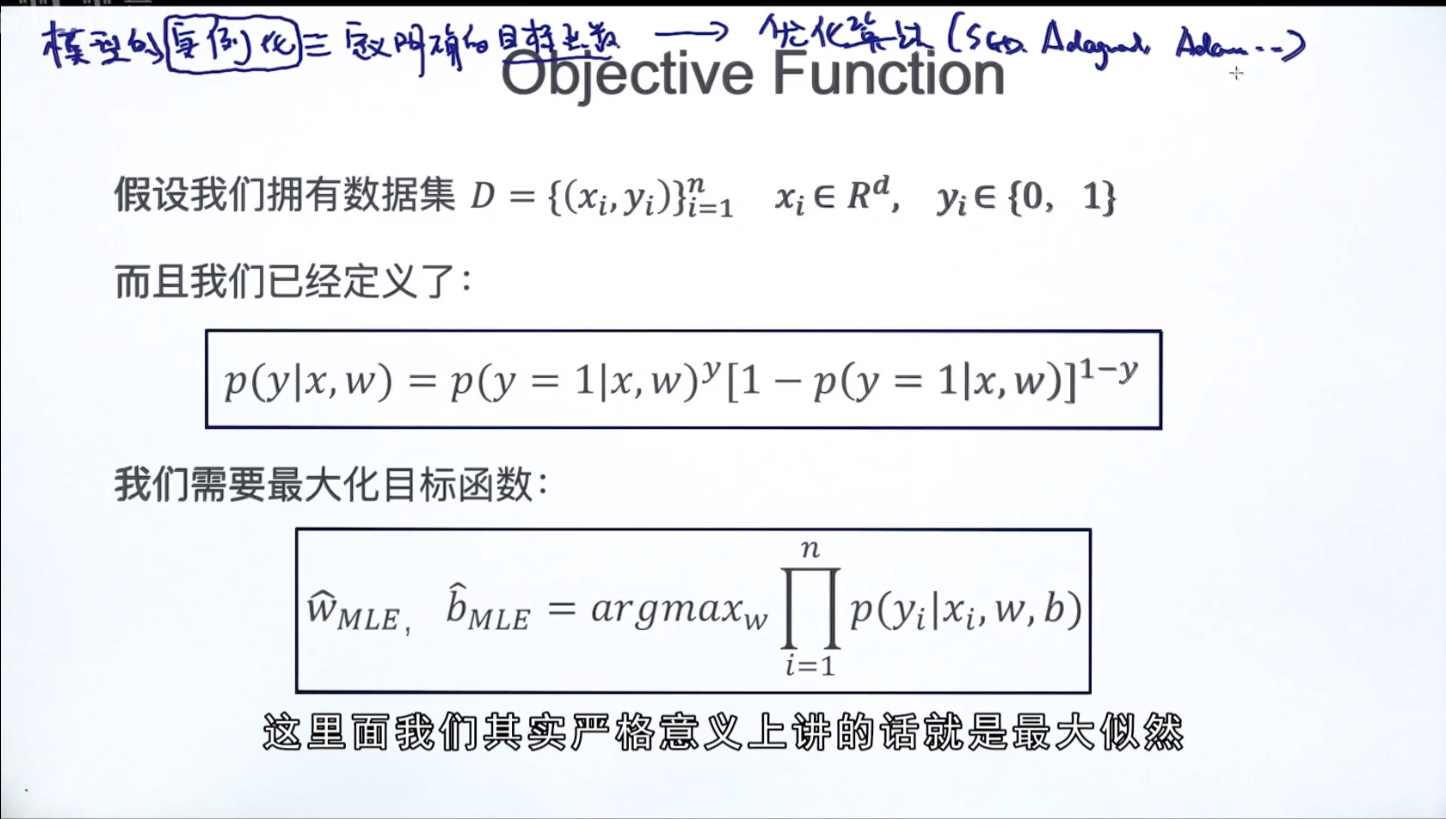 模型的实例化 = 定义明确的目标函数 → 优化算法 (SGD. Adagrad. Adam...)
Objective Function
假设我们拥有数据集 D = {(xᵢ, yᵢ)}ⁿᵢ₌₁ xᵢ ∈ Rᵈ, yᵢ ∈ {0, 1}
而且我们已经定义了：
p(y|x, w) = p(y = 1|x, w)ʸ[1 − p(y = 1|x, w)]¹⁻ʸ
我们需要最大化目标函数：
ŵ_MLE, b̂_MLE = argmax_w ∏ⁿᵢ₌₁ p(yᵢ|xᵢ, w, b)
这里面我们其实严格意义上讲的话就是最大似然